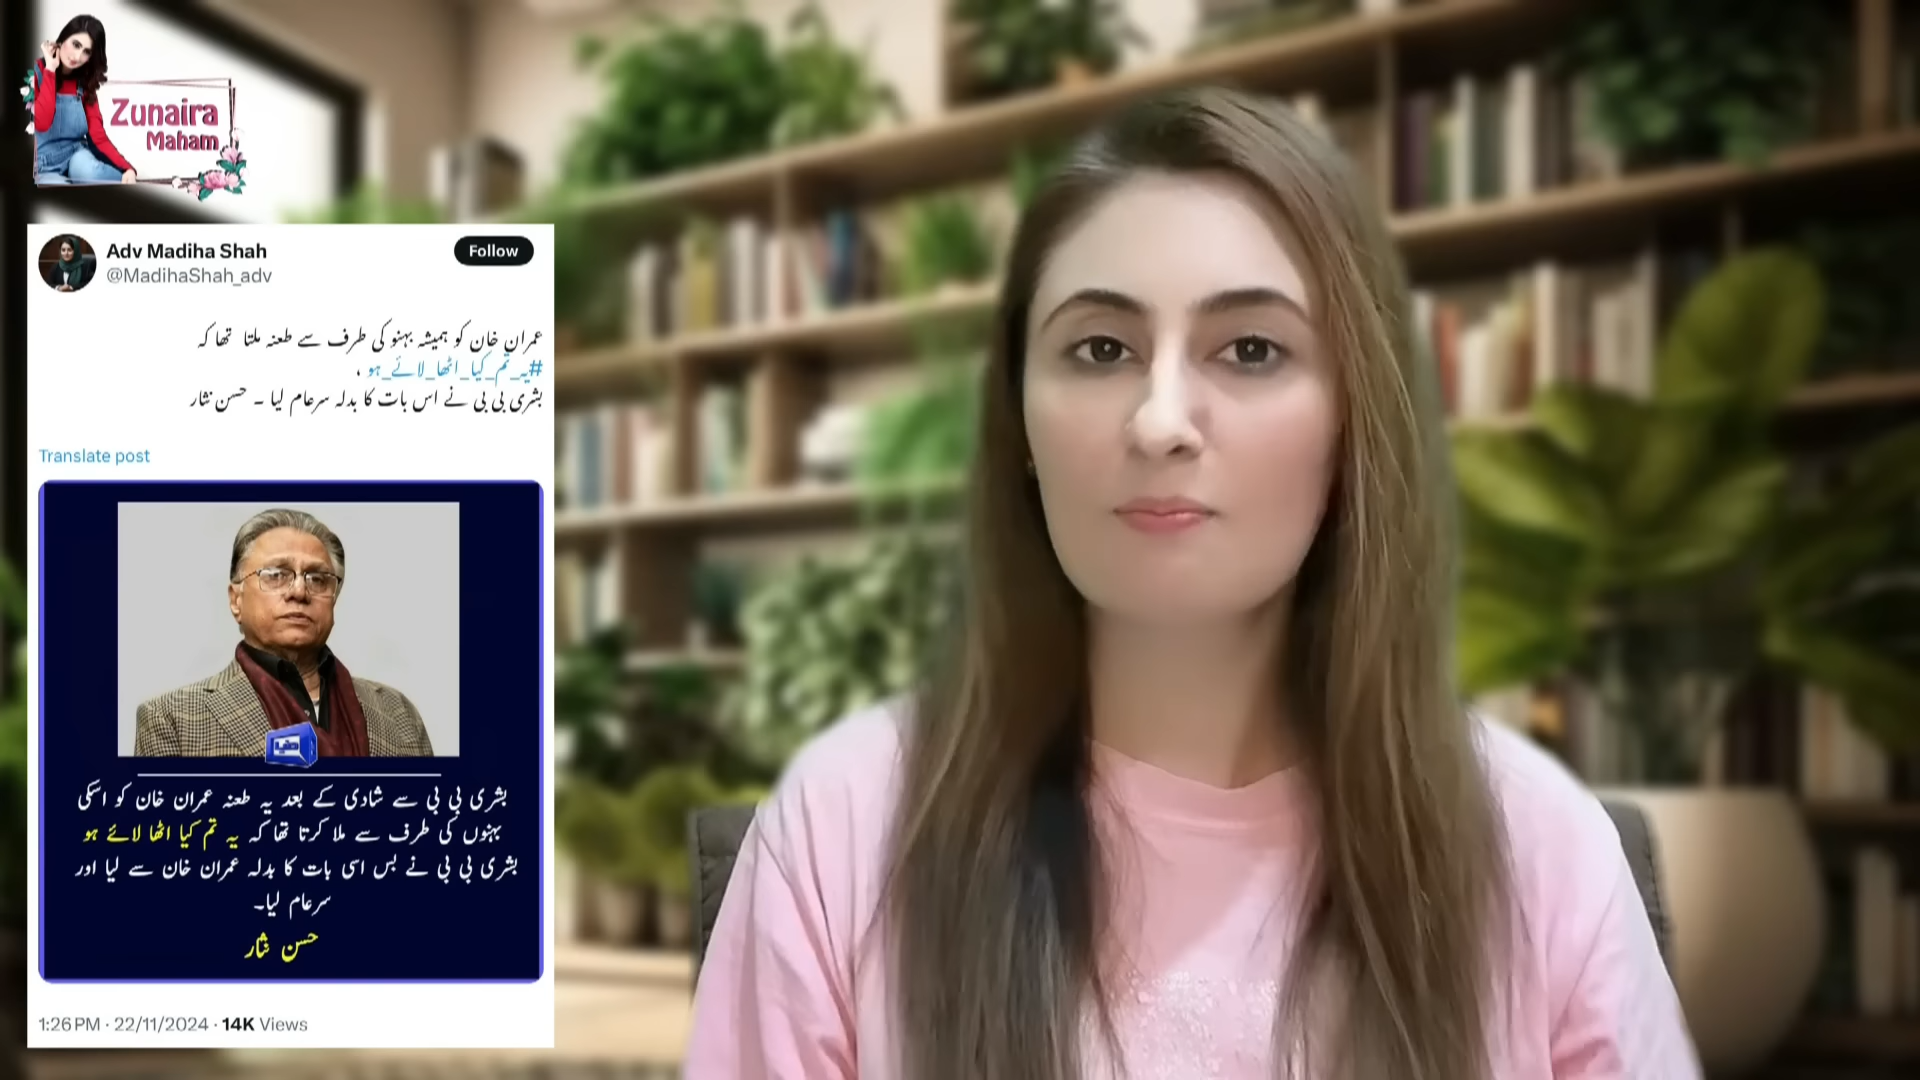 Zunaira
Maham
Adv Madiha Shah
Follow
@MadihaShah_adv
عمران خان کو ہمیشہ بہنو کی طرف سے طعنہ ملتا تھا کہ
#یہ_تم_کیا_اٹھا_لائے_ہو ،
بشری بی بی نے اس بات کا بدلہ سرعام لیا ۔ حسن نثار
Translate post
دنیا
بشری بی بی سے شادی کے بعد یہ طعنہ عمران خان کو اسکی
بہنوں کی طرف سے ملا کرتا تھا کہ یہ تم کیا اٹھا لائے ہو
بشری بی بی نے بس اسی بات کا بدلہ عمران خان سے لیا اور
سرعام لیا۔
حسن نثار
1:26 PM · 22/11/2024 · 14K Views